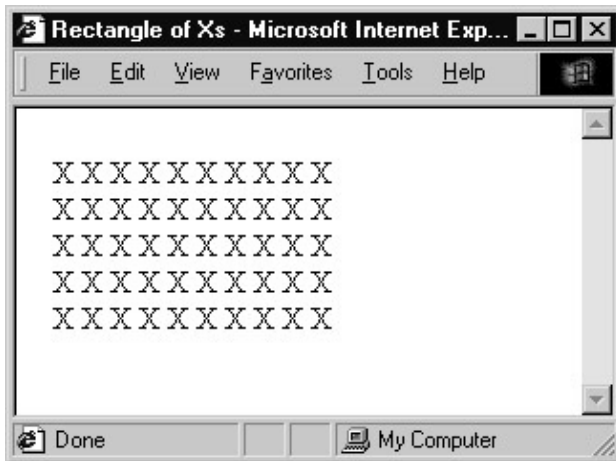 Rectangle of Xs - Microsoft Internet Exp...
File Edit View Favorites Tools Help
X X X X X X X X X X
X X X X X X X X X X
X X X X X X X X X X
X X X X X X X X X X
X X X X X X X X X X
Done My Computer